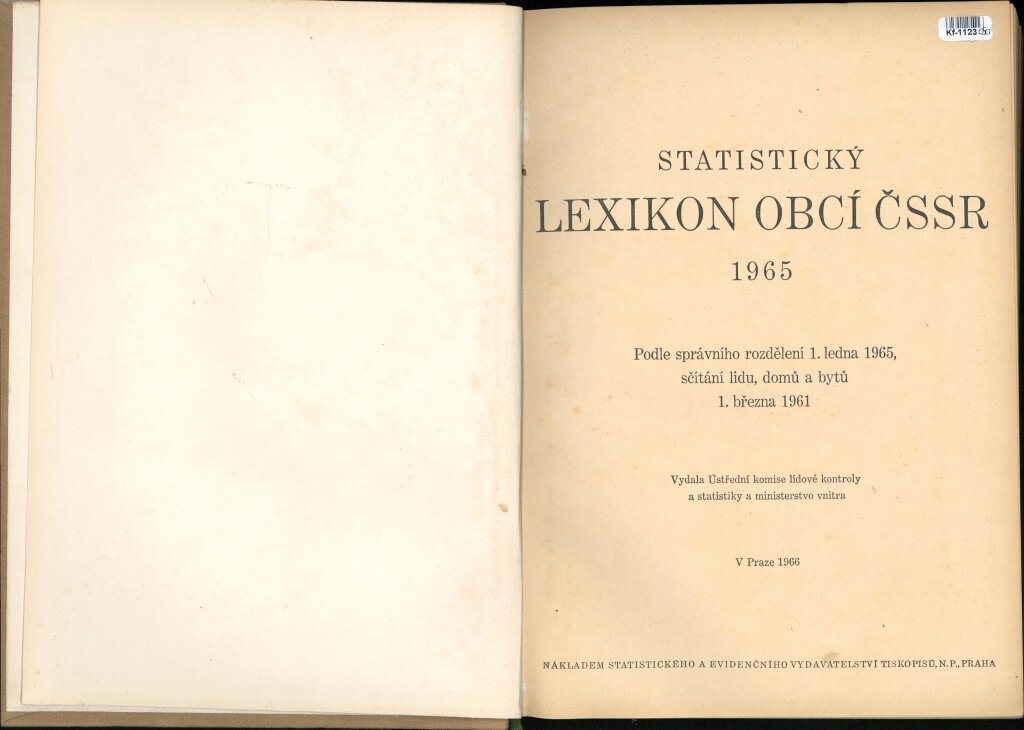 Kf-1123
STATISTICKÝ
LEXIKON OBCÍ ČSSR
1965
Podle správního rozdělení 1. ledna 1965,
sčítání lidu, domů a bytů
1. března 1961
Vydala Ústřední komise lidové kontroly
a statistiky a ministerstvo vnitra
V Praze 1966
NÁKLADEM STATISTICKÉHO A EVIDENČNÍHO VYDAVATELSTVÍ TISKOPISŮ, N. P., PRAHA